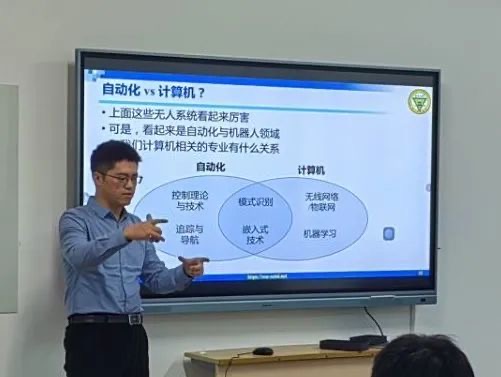 自动化 vs 计算机？
• 上面这些无人系统看起来厉害
• 可是，看起来是自动化与机器人领域
们计算机相关的专业有什么关系
自动化
计算机
控制理论
与技术
模式识别
无线网络
/物联网
追踪与
导航
嵌入式
技术
机器学习